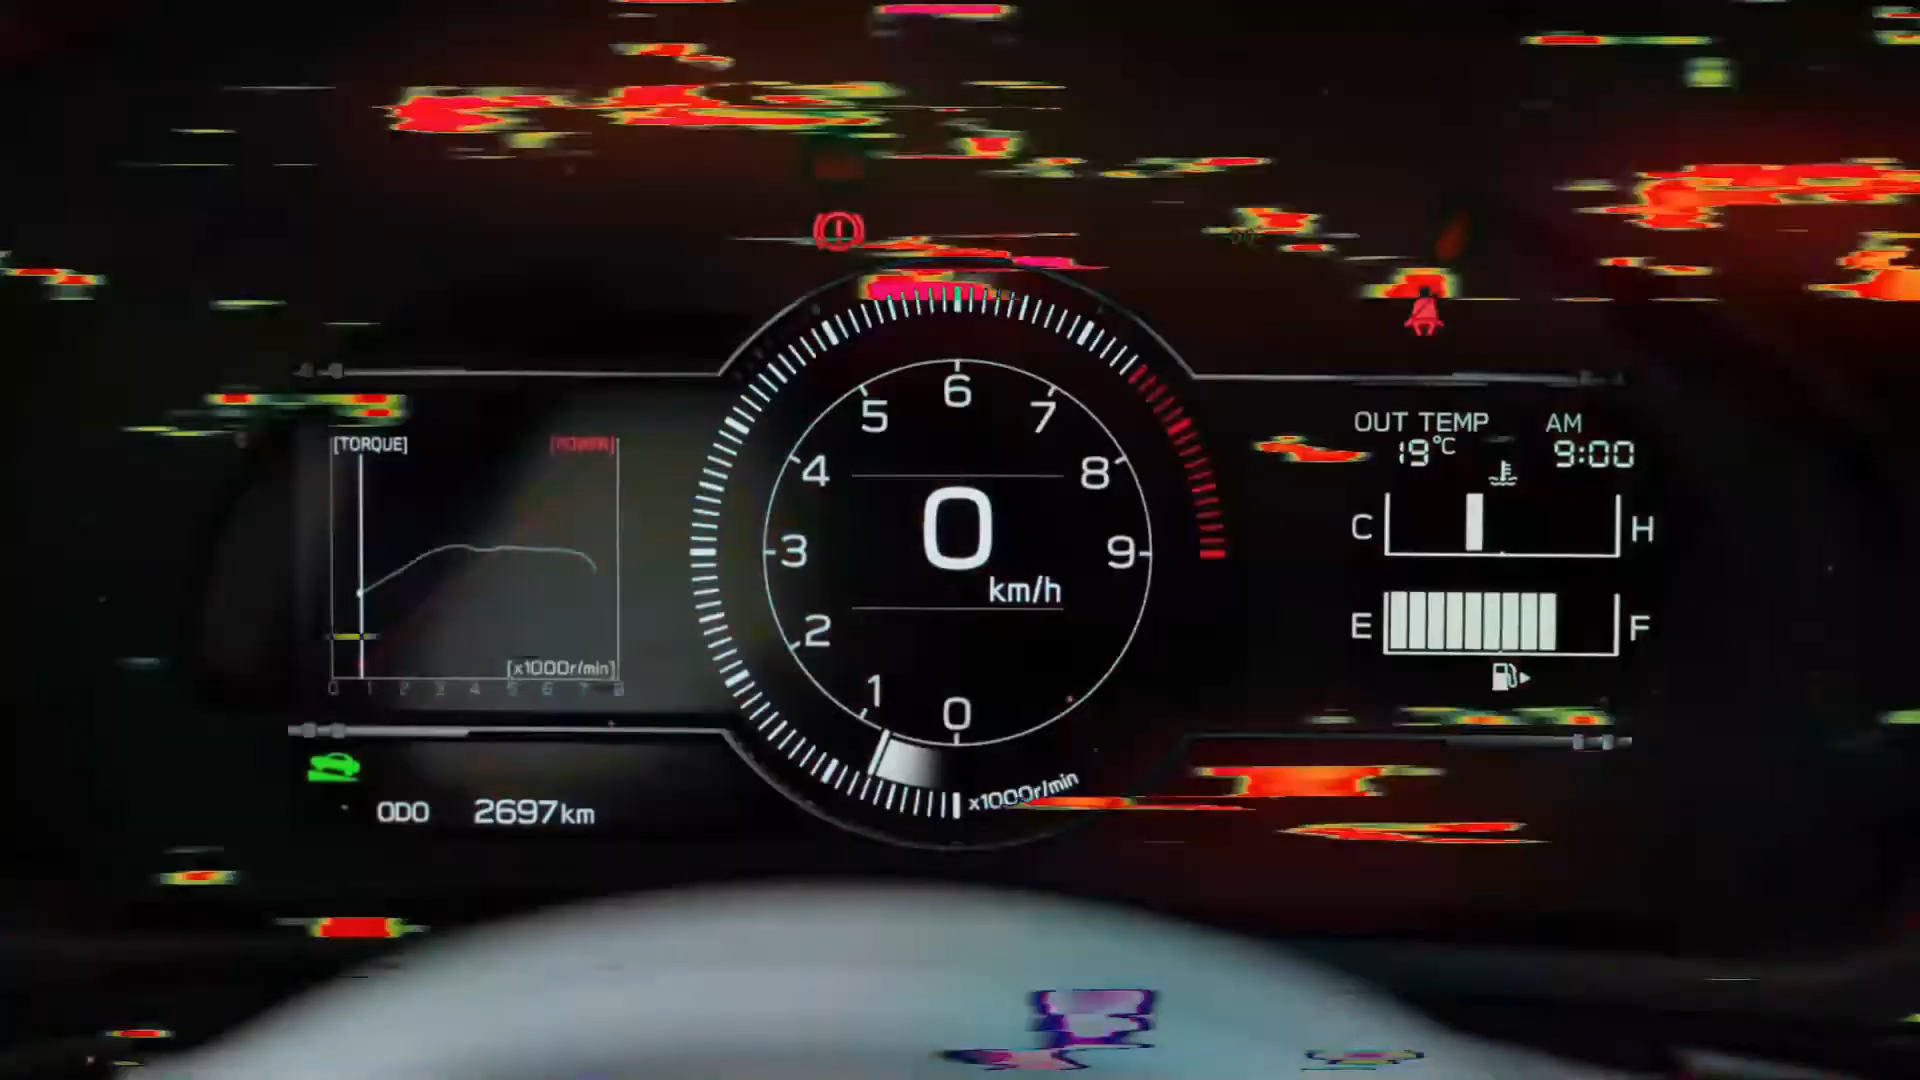 6
5
7
4
8
3
9
2
1
0
0
km/h
x1000r/min
[TORQUE]
[POWER]
[x1000r/min]
0 1 2 3 4 5 6 7 8
ODO 2697km
OUT TEMP AM
19°C 9:00
C H
E F